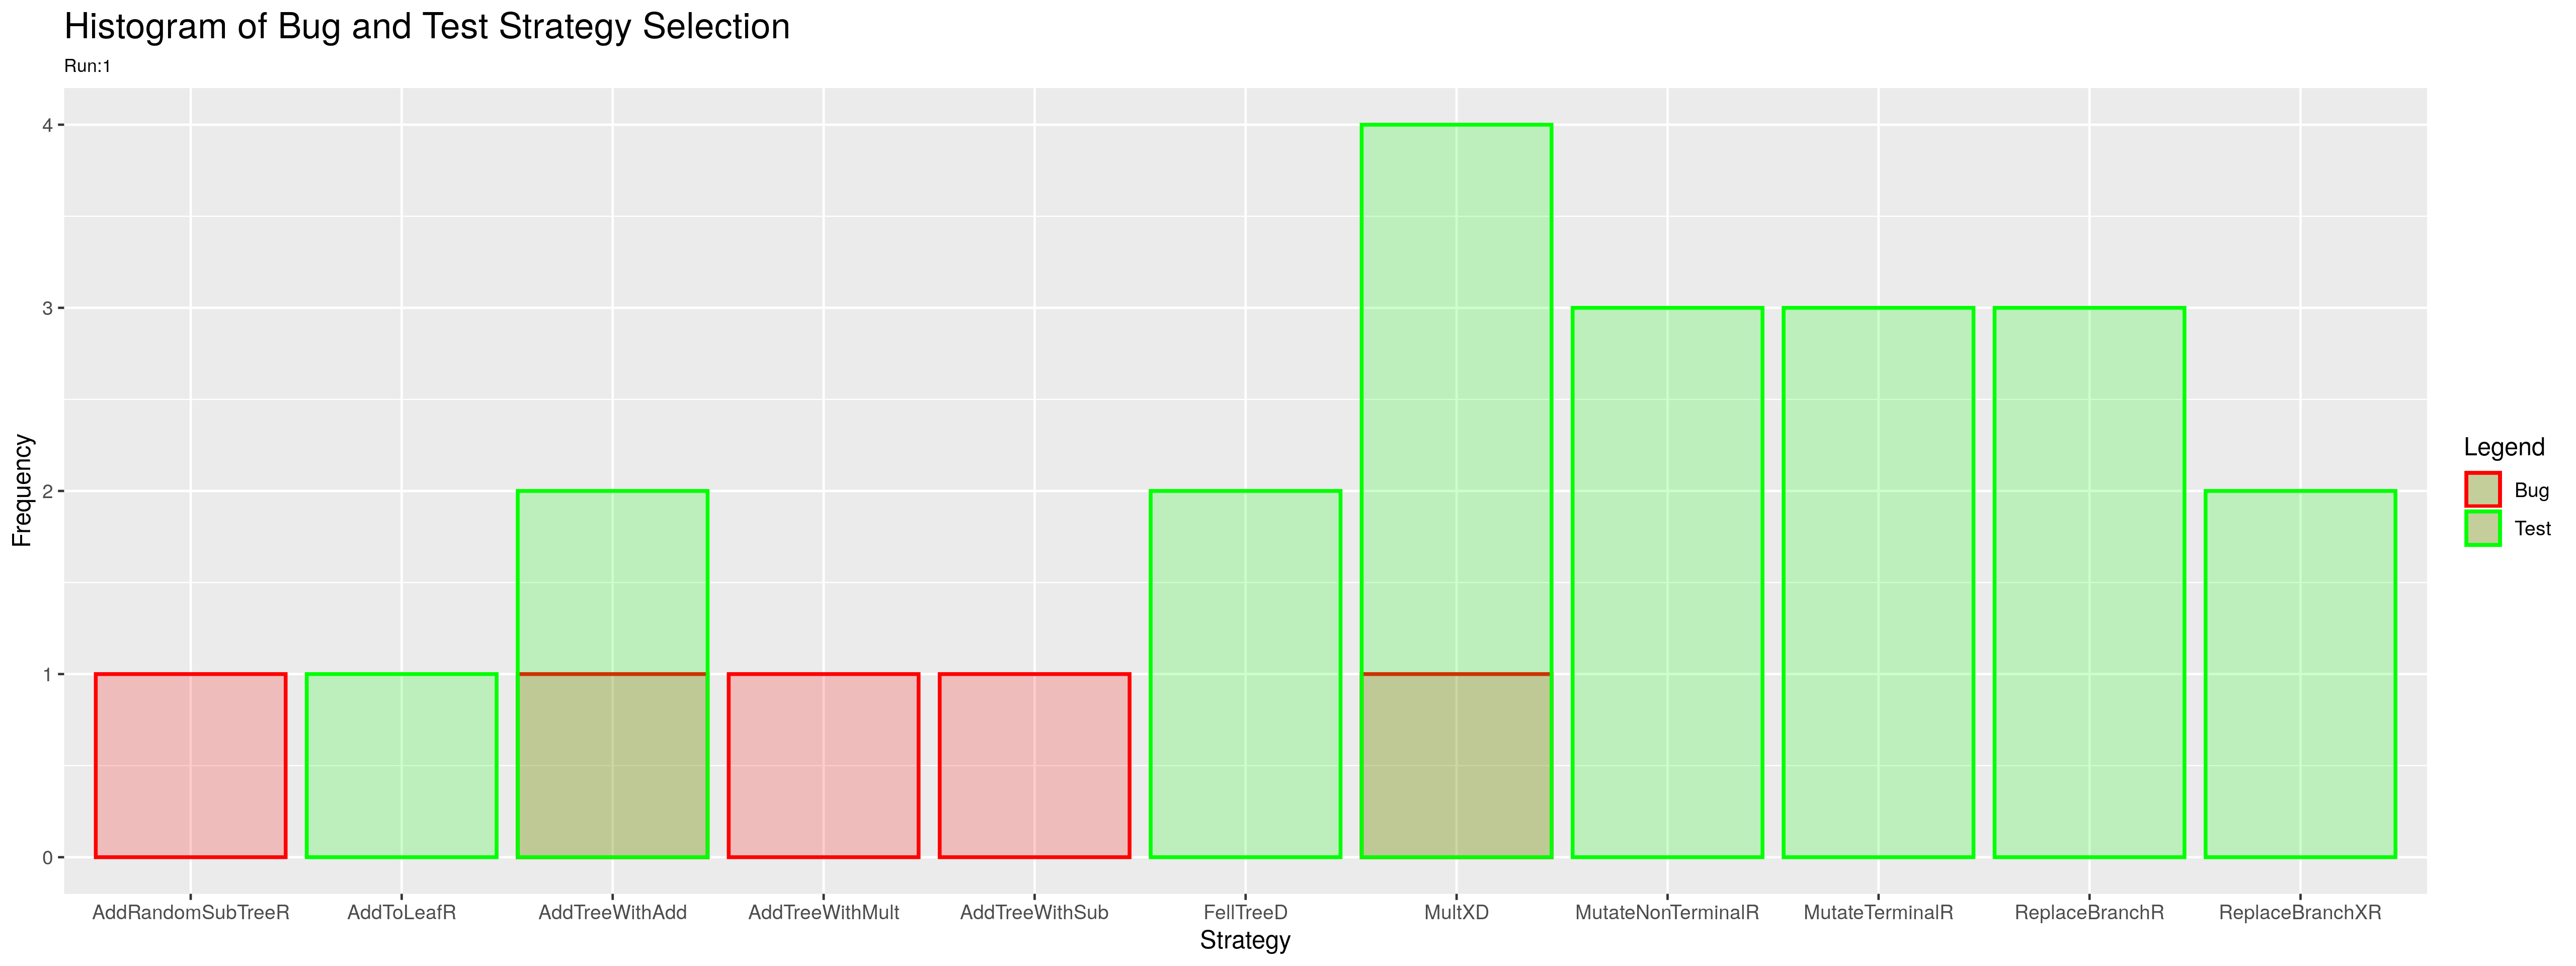 Histogram of Bug and Test Strategy Selection
Run:1
Frequency
4
3
2
1
0
AddRandomSubTreeR AddToLeafR AddTreeWithAdd AddTreeWithMult AddTreeWithSub FellTreeD MultXD MutateNonTerminalR MutateTerminalR ReplaceBranchR ReplaceBranchXR
Strategy
Legend
Bug
Test